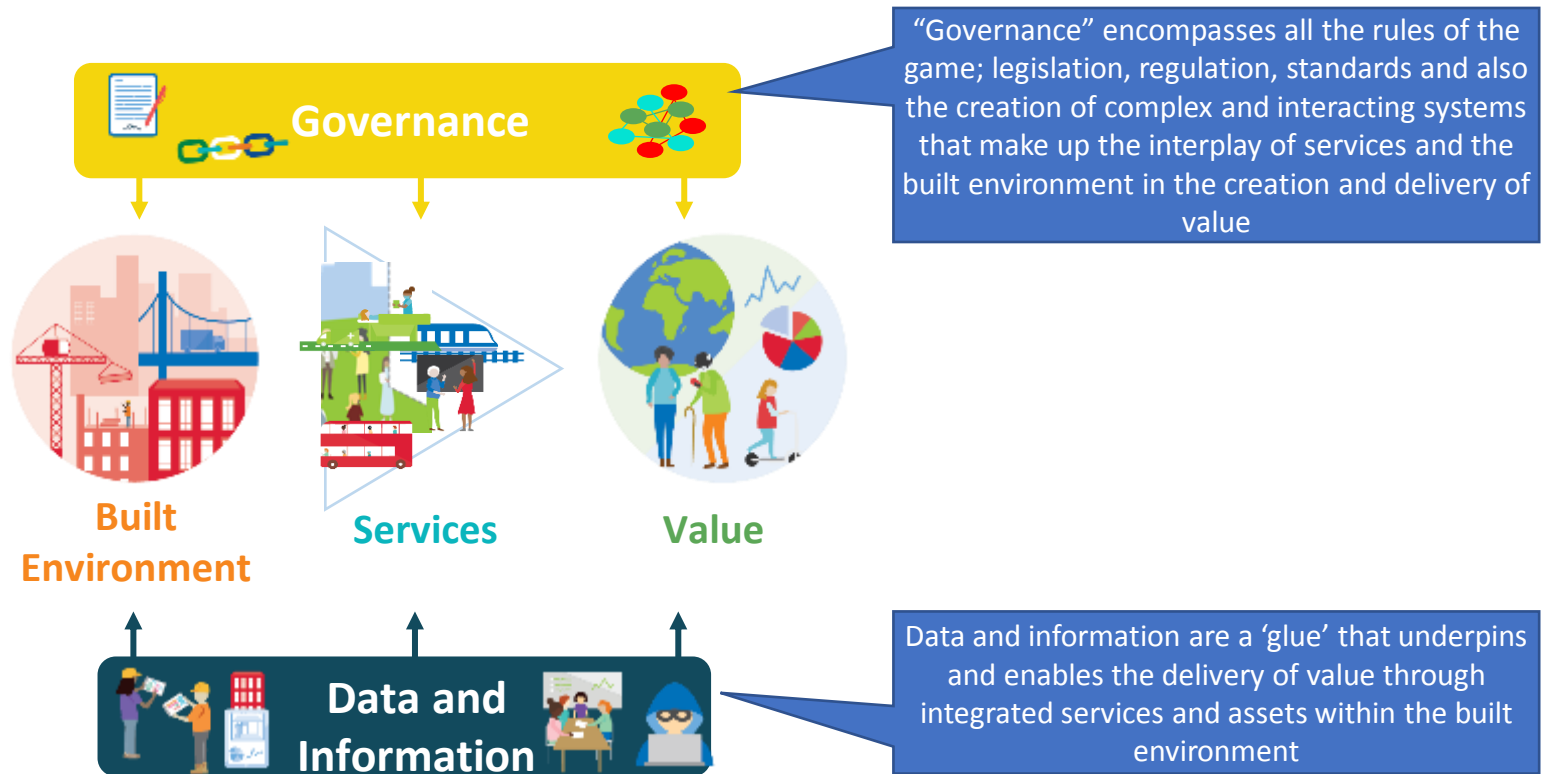 Governance
“Governance” encompasses all the rules of the
game; legislation, regulation, standards and also
the creation of complex and interacting systems
that make up the interplay of services and the
built environment in the creation and delivery of
value
Built
Environment
Services
Value
Data and
Information
Data and information are a ‘glue’ that underpins
and enables the delivery of value through
integrated services and assets within the built
environment